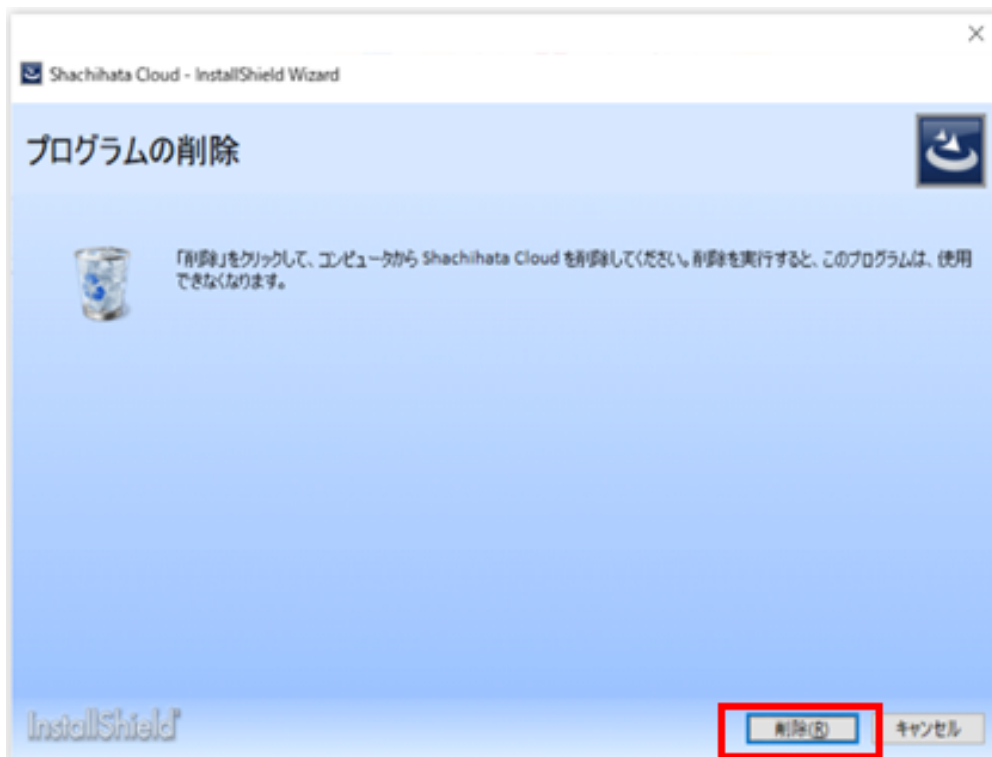 Shachihata Cloud - InstallShield Wizard
プログラムの削除
「削除」をクリックして、コンピュータから Shachihata Cloud を削除してください。削除を実行すると、このプログラムは、使用
できなくなります。
InstallShield
削除(R)
キャンセル